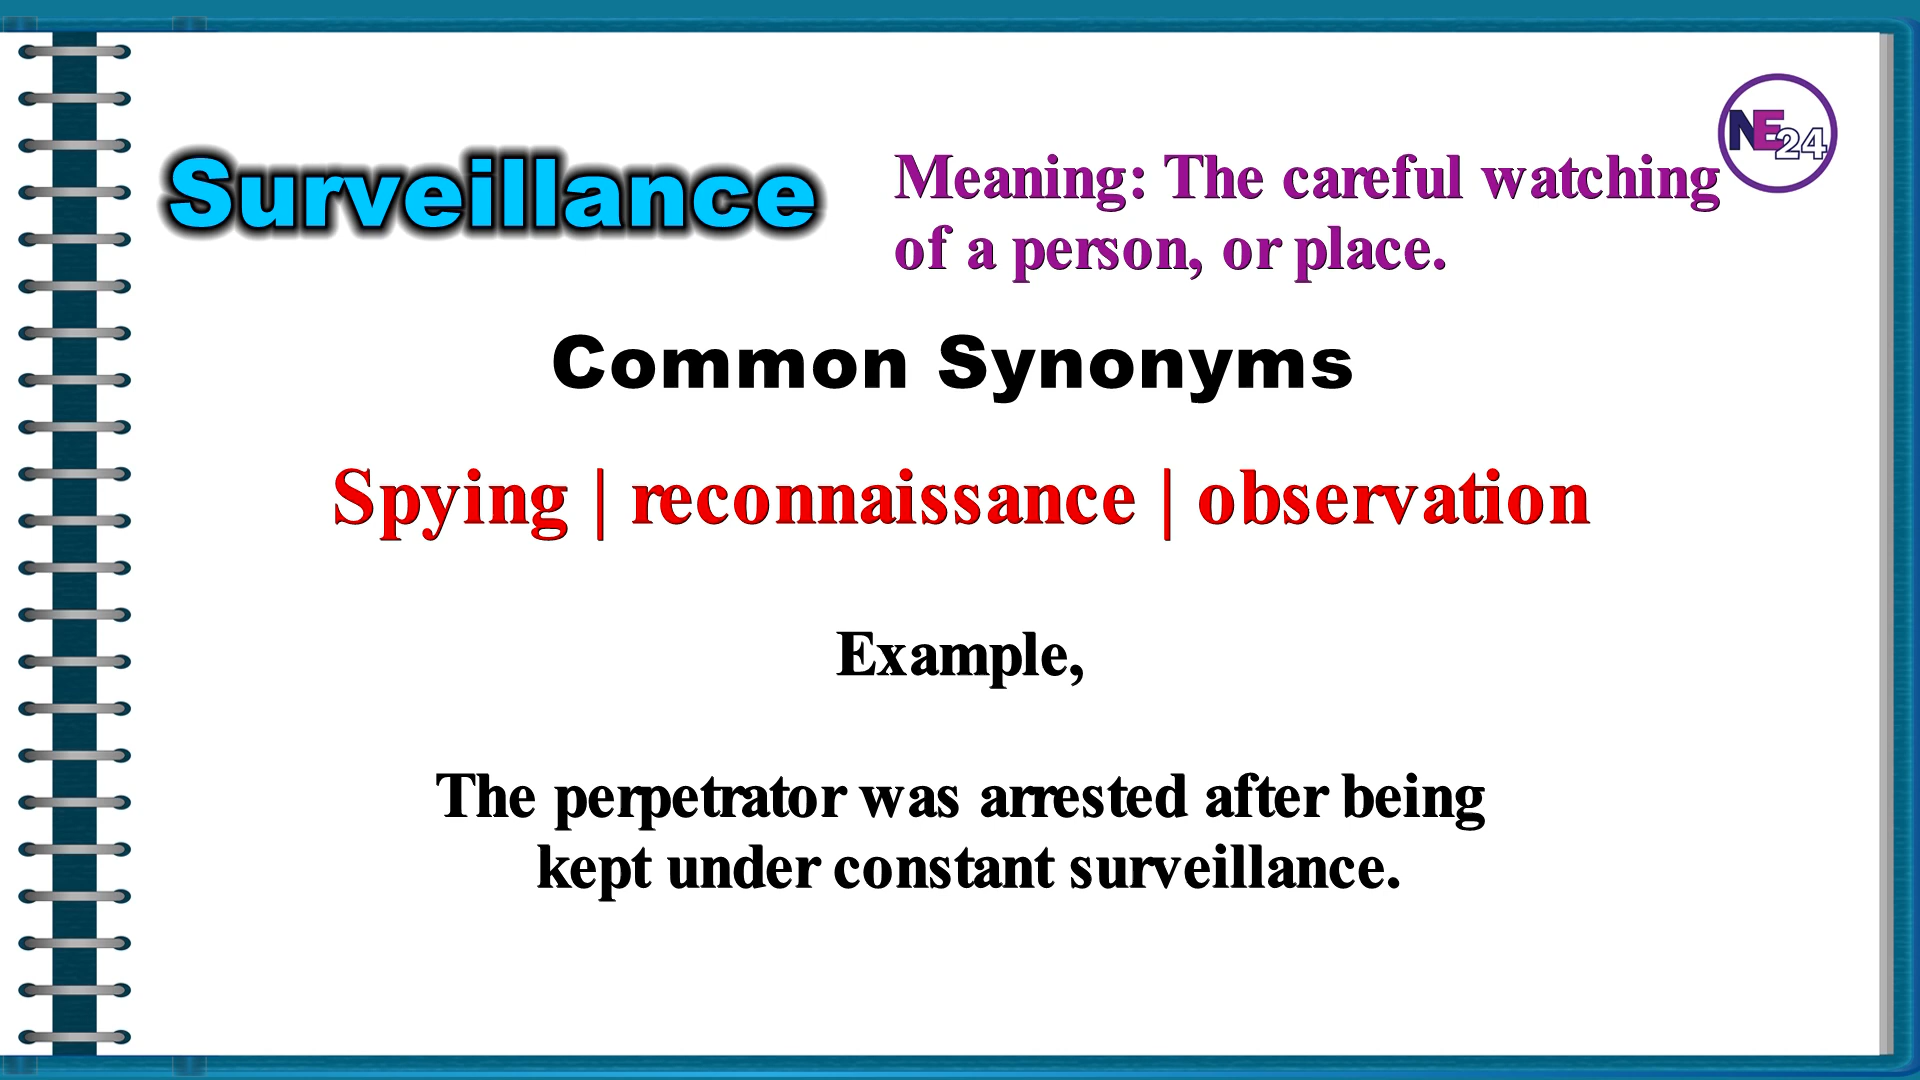 Surveillance
Meaning: The careful watching
of a person, or place.
NE24
Common Synonyms
Spying | reconnaissance | observation
Example,
The perpetrator was arrested after being
kept under constant surveillance.